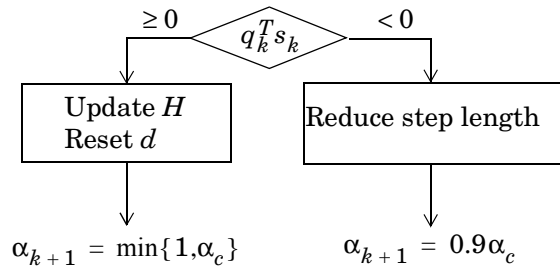 ≥ 0
< 0
q_k^T s_k
Update H
Reset d
Reduce step length
α_{k+1} = min{1,α_c}
α_{k+1} = 0.9α_c